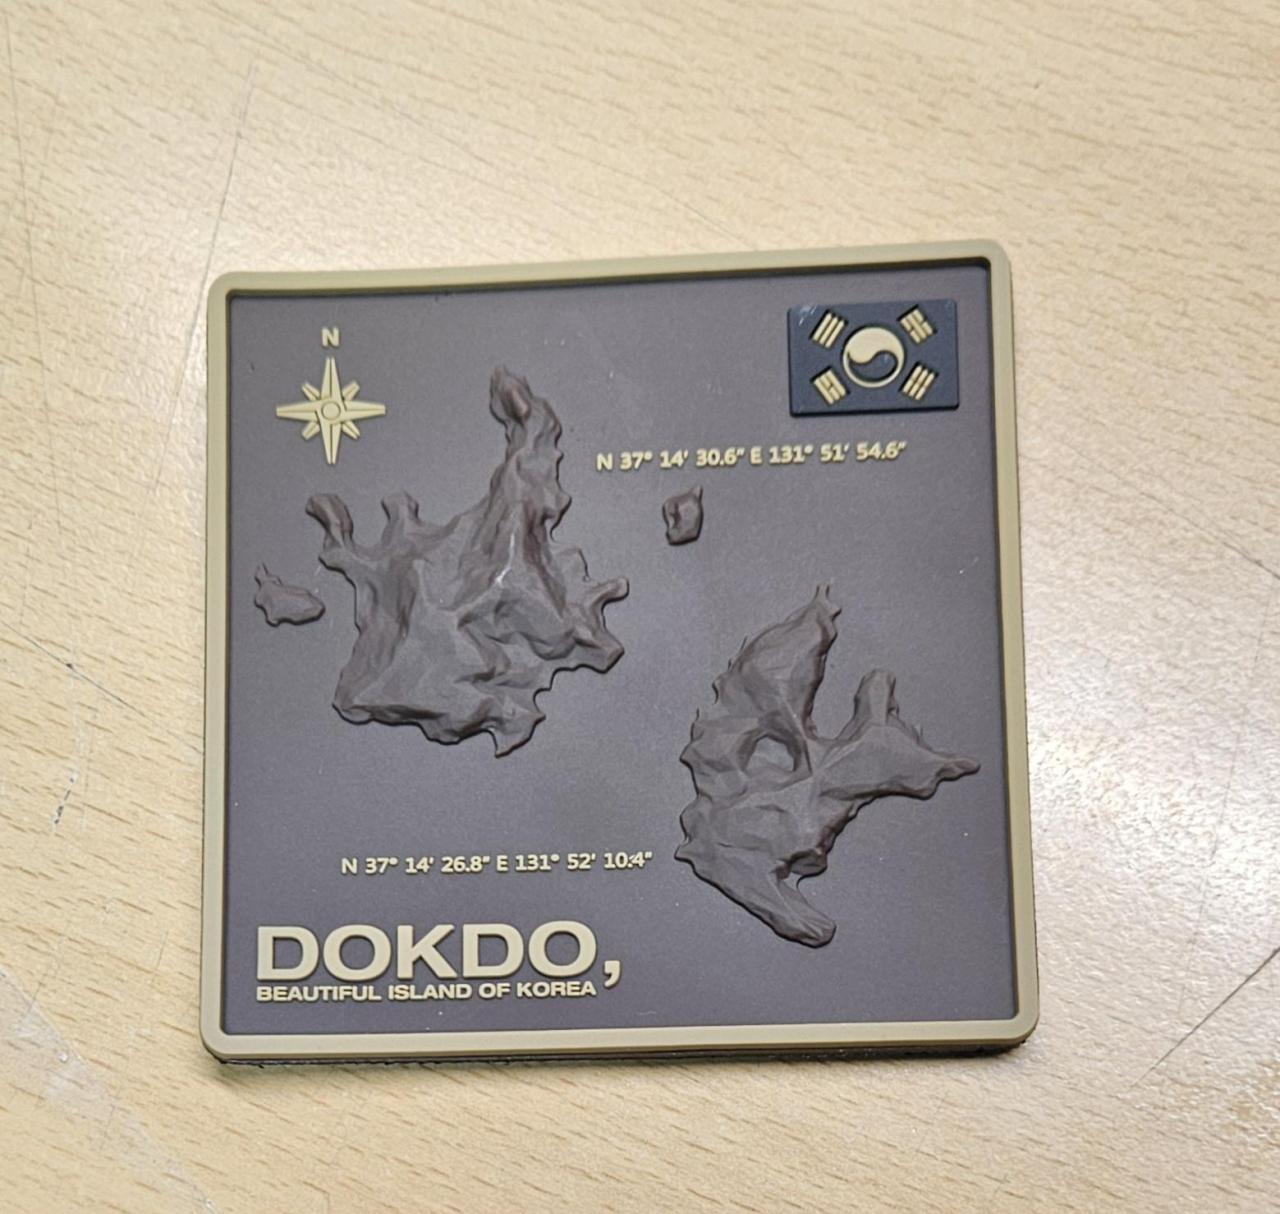 N
N 37° 14' 30.6" E 131° 51' 54.6"
N 37° 14' 26.8" E 131° 52' 10.4"
DOKDO,
BEAUTIFUL ISLAND OF KOREA